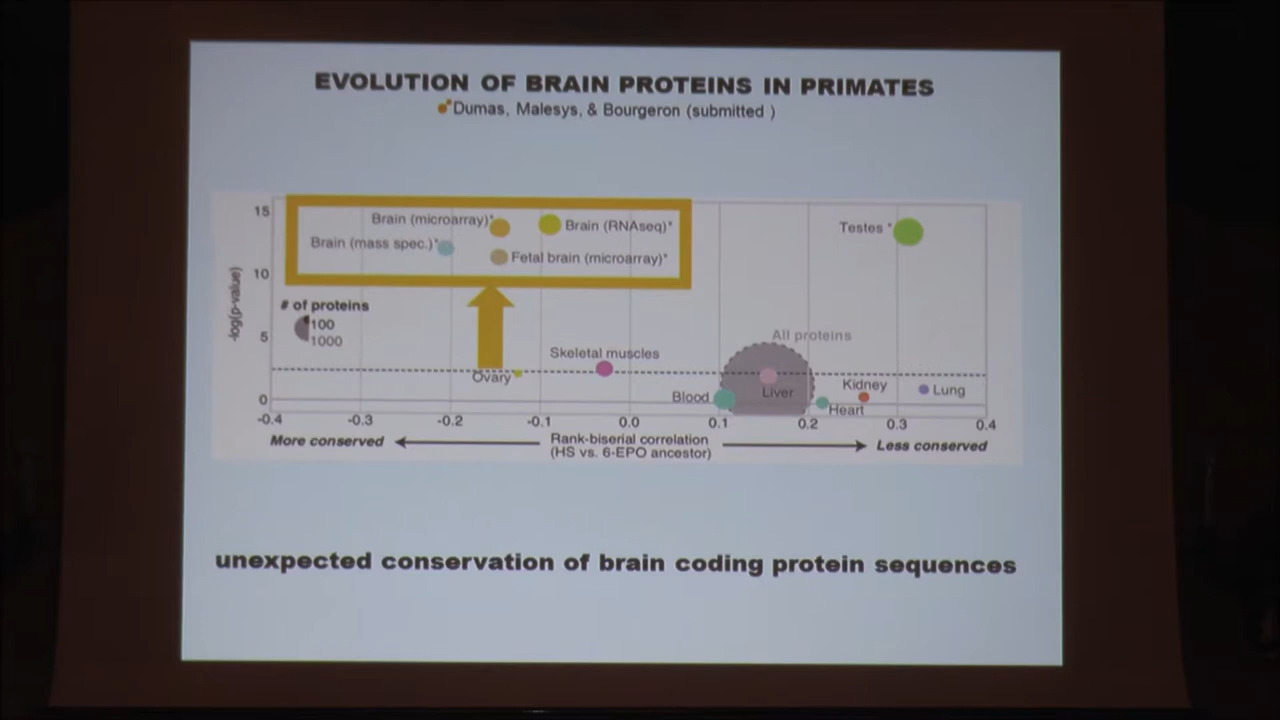 EVOLUTION OF BRAIN PROTEINS IN PRIMATES
Dumas, Malesys, & Bourgeron (submitted )
15
Brain (microarray)*
Brain (RNAseq)*
Testes *
Brain (mass spec.)*
Fetal brain (microarray)*
10
-log(p-value)
# of proteins
100
1000
5
All proteins
Skeletal muscles
Ovary
Kidney
Liver
Lung
Blood
0
Heart
-0.4 -0.3 -0.2 -0.1 0.0 0.1 0.2 0.3 0.4
More conserved
Rank-biserial correlation
(HS vs. 6-EPO ancestor)
Less conserved
unexpected conservation of brain coding protein sequences